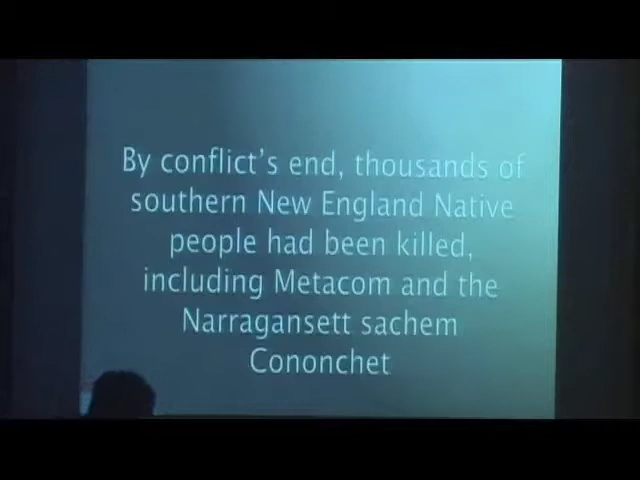 By conflict's end, thousands of
southern New England Native
people had been killed,
including Metacom and the
Narragansett sachem
Cononchet